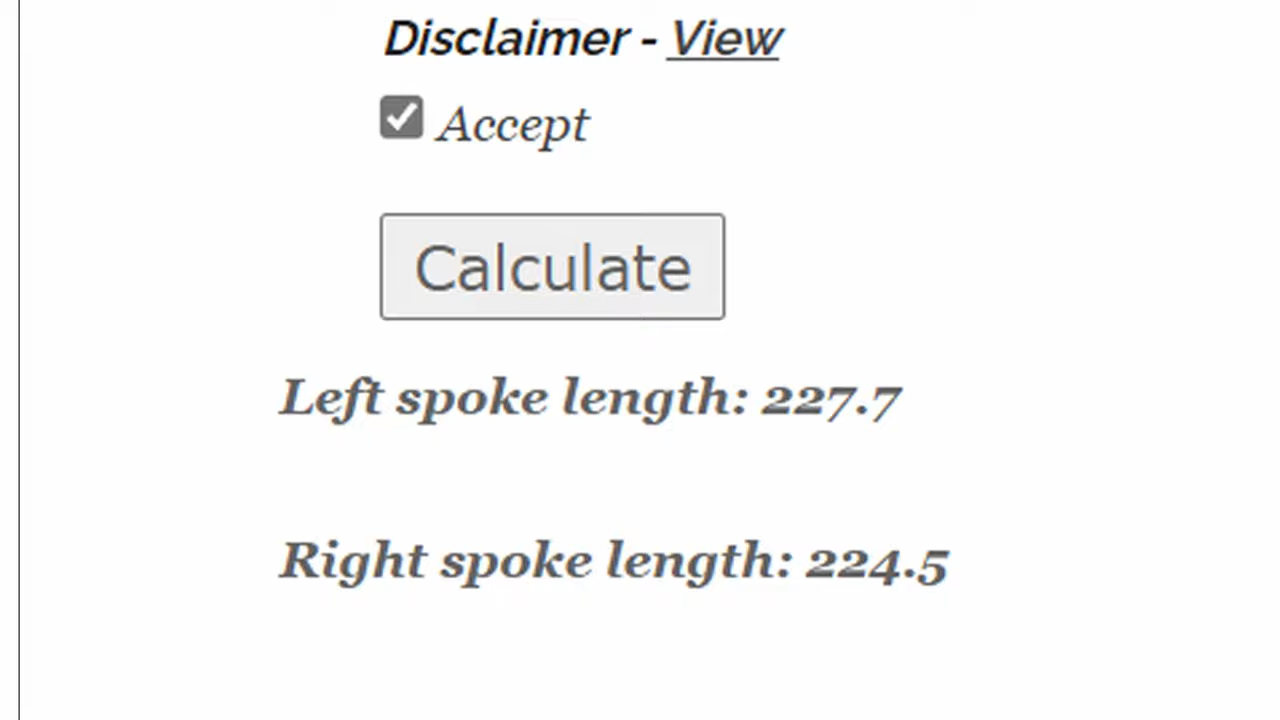 Disclaimer - View
Accept
Calculate
Left spoke length: 227.7
Right spoke length: 224.5